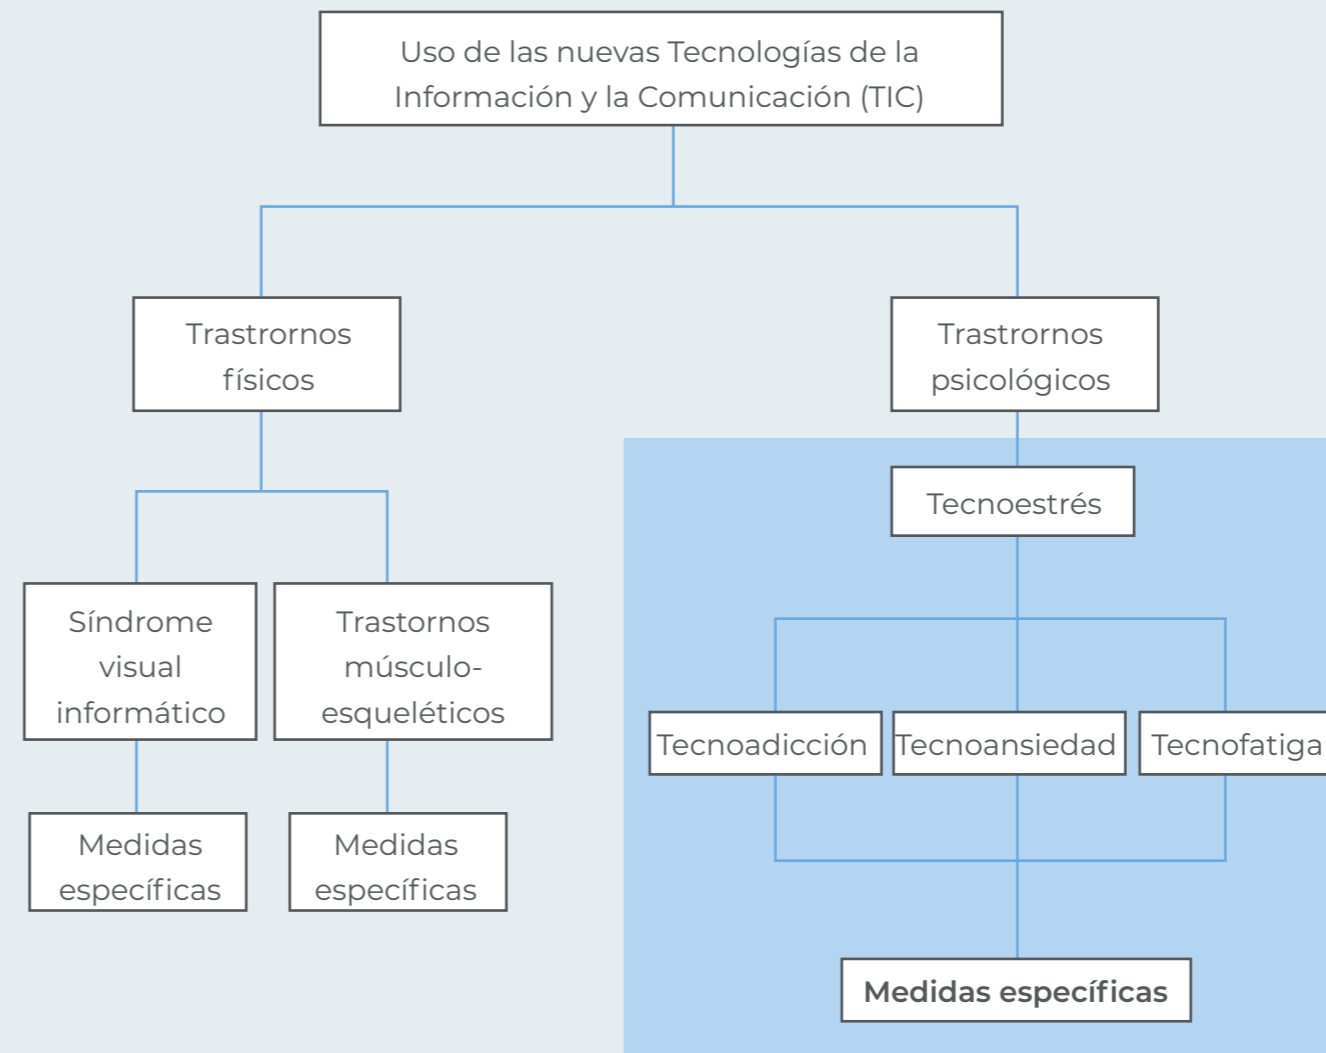 Uso de las nuevas Tecnologías de la
Información y la Comunicación (TIC)
Trastrornos
físicos
Trastrornos
psicológicos
Tecnoestrés
Síndrome
visual
informático
Trastornos
músculo-
esqueléticos
Tecnoadicción
Tecnoansiedad
Tecnofatiga
Medidas
específicas
Medidas
específicas
Medidas específicas